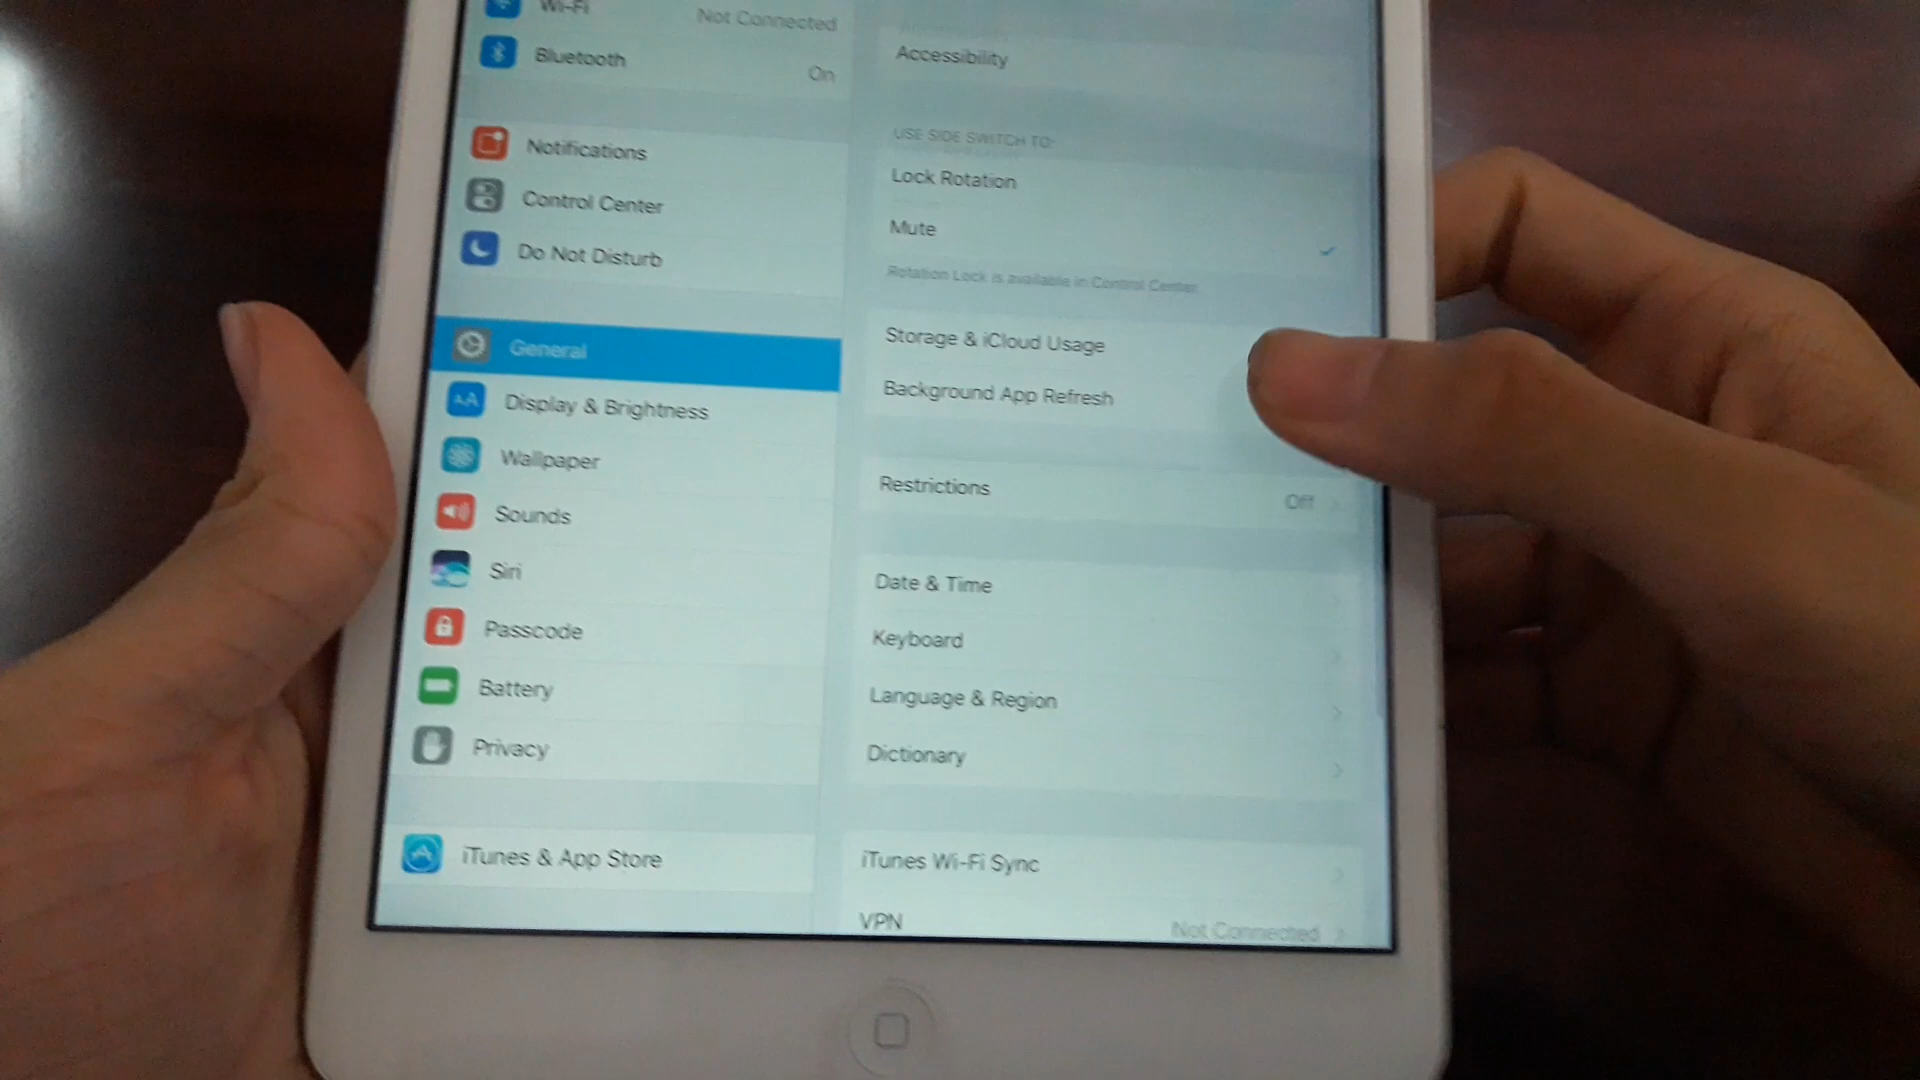 Wi-Fi
Not Connected
Bluetooth
On
Notifications
Control Center
Do Not Disturb
General
AA
Display & Brightness
Wallpaper
Sounds
Siri
Passcode
Battery
Privacy
iTunes & App Store
Accessibility
USE SIDE SWITCH TO:
Lock Rotation
Mute
Rotation Lock is available in Control Center.
Storage & iCloud Usage
Background App Refresh
Restrictions
Off
Date & Time
Keyboard
Language & Region
Dictionary
iTunes Wi-Fi Sync
VPN
Not Connected